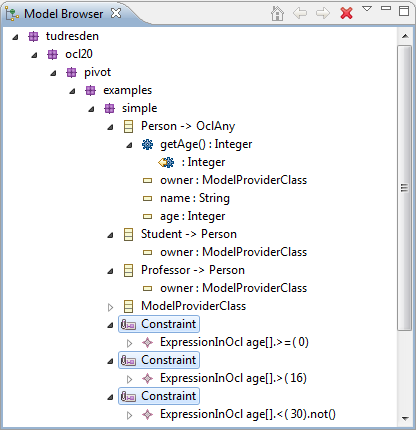 Model Browser
tudresden
ocl20
pivot
examples
simple
Person -> OclAny
getAge() : Integer
: Integer
owner : ModelProviderClass
name : String
age : Integer
Student -> Person
owner : ModelProviderClass
Professor -> Person
owner : ModelProviderClass
ModelProviderClass
Constraint
ExpressionInOcl age[].>=( 0)
Constraint
ExpressionInOcl age[].>( 16)
Constraint
ExpressionInOcl age[].<( 30).not()